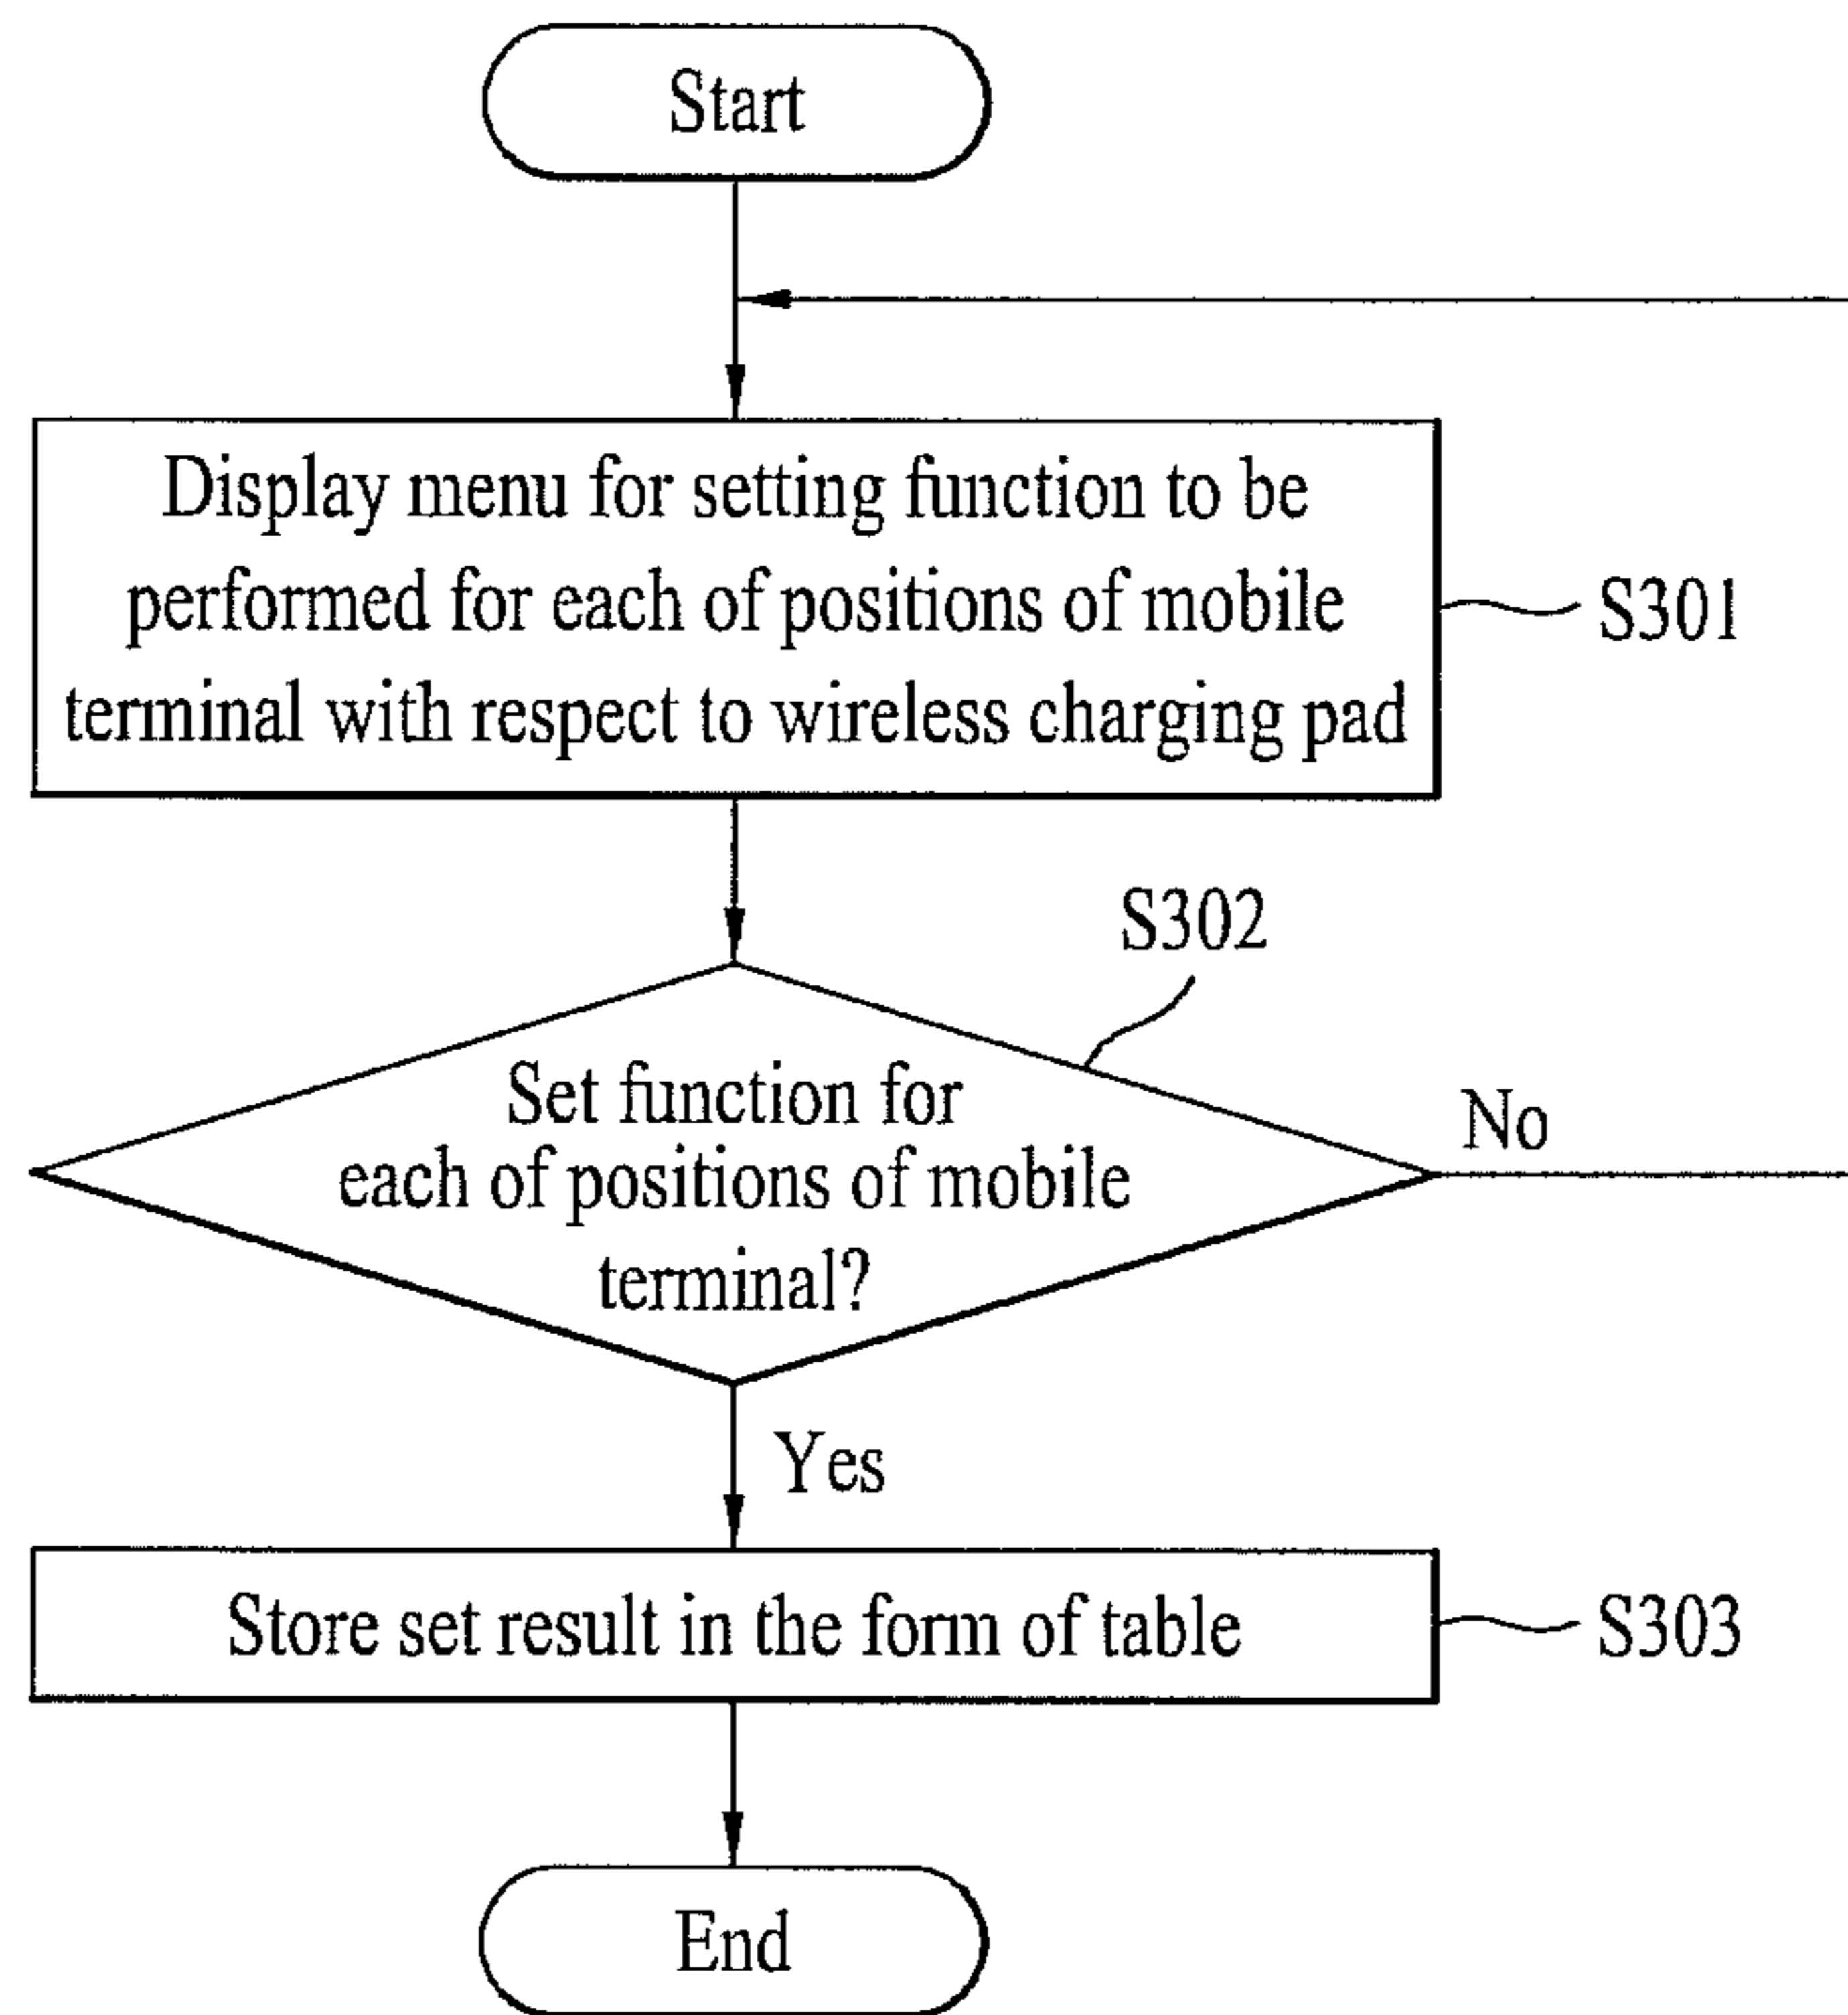 Start
Display menu for setting function to be
performed for each of positions of mobile
terminal with respect to wireless charging pad
S301
S302
Set function for
each of positions of mobile
terminal?
No
Yes
Store set result in the form of table
S303
End